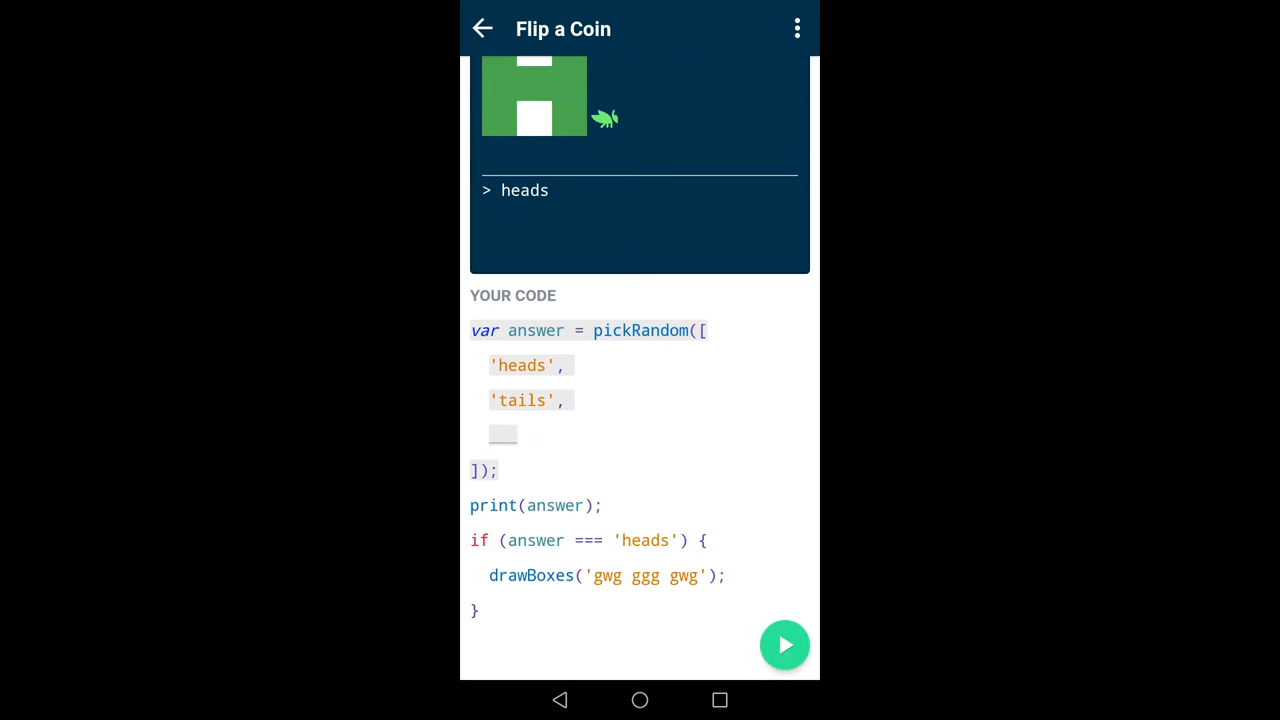 Flip a Coin
> heads
YOUR CODE
var answer = pickRandom([
'heads',
'tails',
___
]);
print(answer);
if (answer === 'heads') {
drawBoxes('gwg ggg gwg');
}